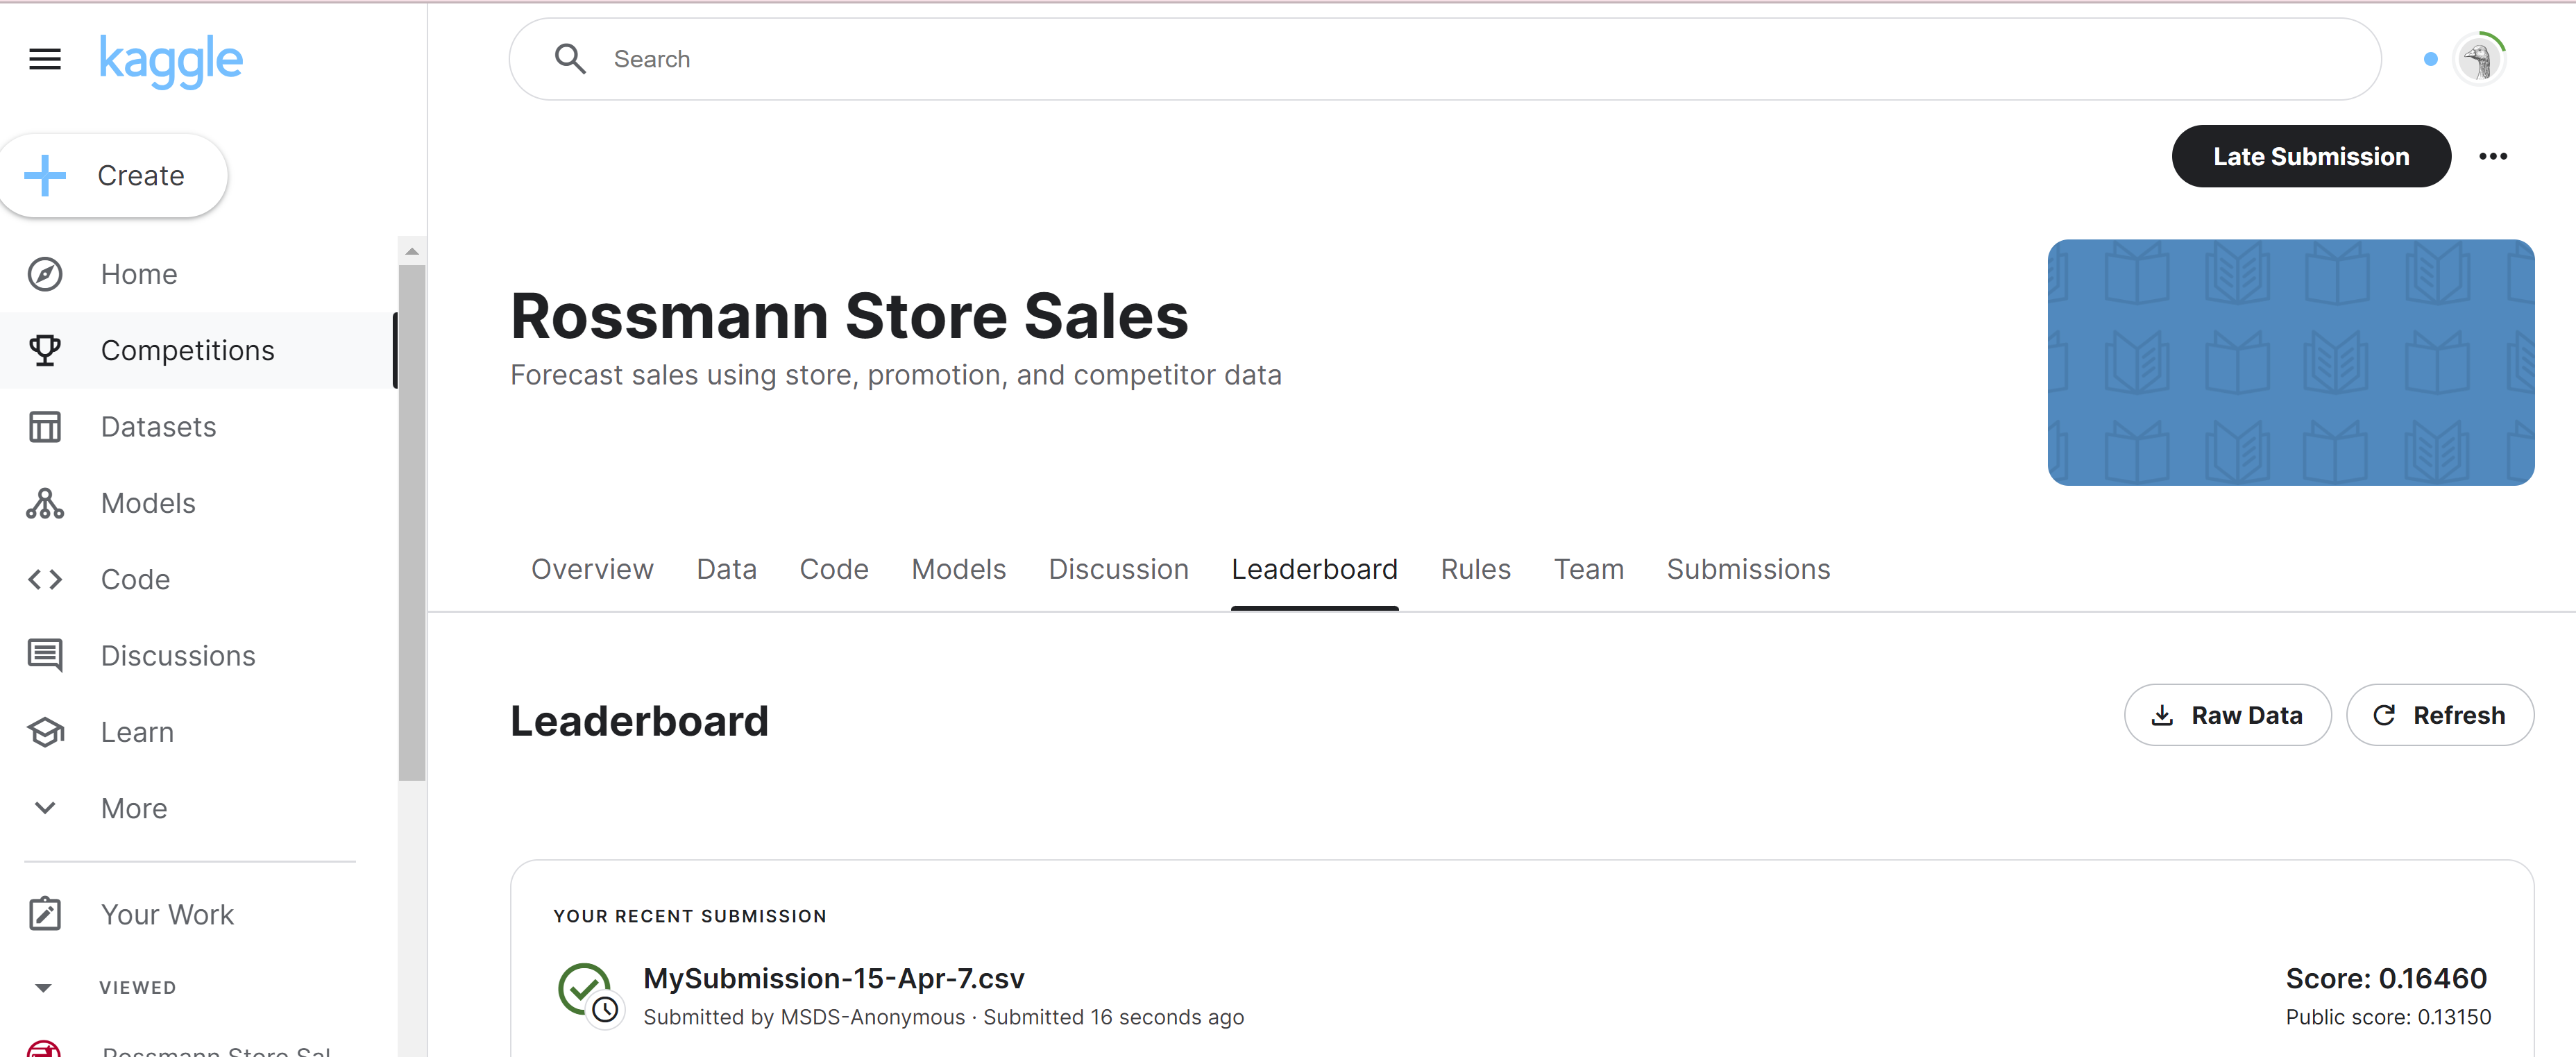 kaggle
Search
Create
Late Submission
Home
Competitions
Datasets
Models
Code
Discussions
Learn
More
Your Work
VIEWED
Rossmann Store Sal
Rossmann Store Sales
Forecast sales using store, promotion, and competitor data
Overview Data Code Models Discussion Leaderboard Rules Team Submissions
Leaderboard
Raw Data Refresh
YOUR RECENT SUBMISSION
MySubmission-15-Apr-7.csv
Submitted by MSDS-Anonymous · Submitted 16 seconds ago
Score: 0.16460
Public score: 0.13150